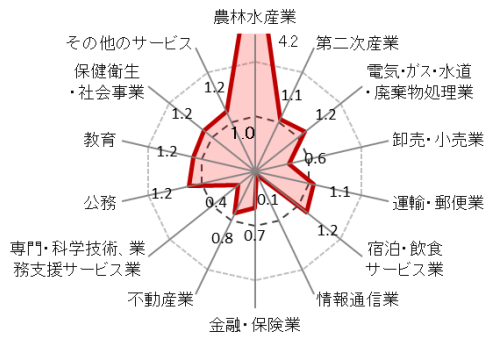 農林水産業
4.2
第二次産業
1.1
電気・ガス・水道
・廃棄物処理業
1.2
卸売・小売業
0.6
運輸・郵便業
1.1
宿泊・飲食
サービス業
1.2
情報通信業
0.1
金融・保険業
0.7
不動産業
0.8
専門・科学技術、業
務支援サービス業
0.4
公務
1.2
教育
1.2
保健衛生
・社会事業
1.2
その他のサービス
1.2
1.0